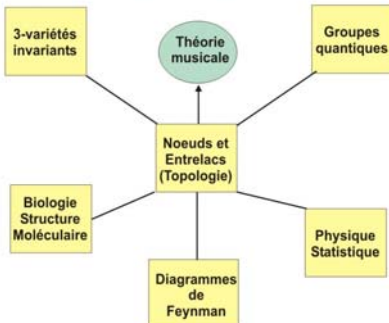 3-variétés
invariants
Théorie
musicale
Groupes
quantiques
Noeuds et
Entrelacs
(Topologie)
Biologie
Structure
Moléculaire
Diagrammes
de
Feynman
Physique
Statistique